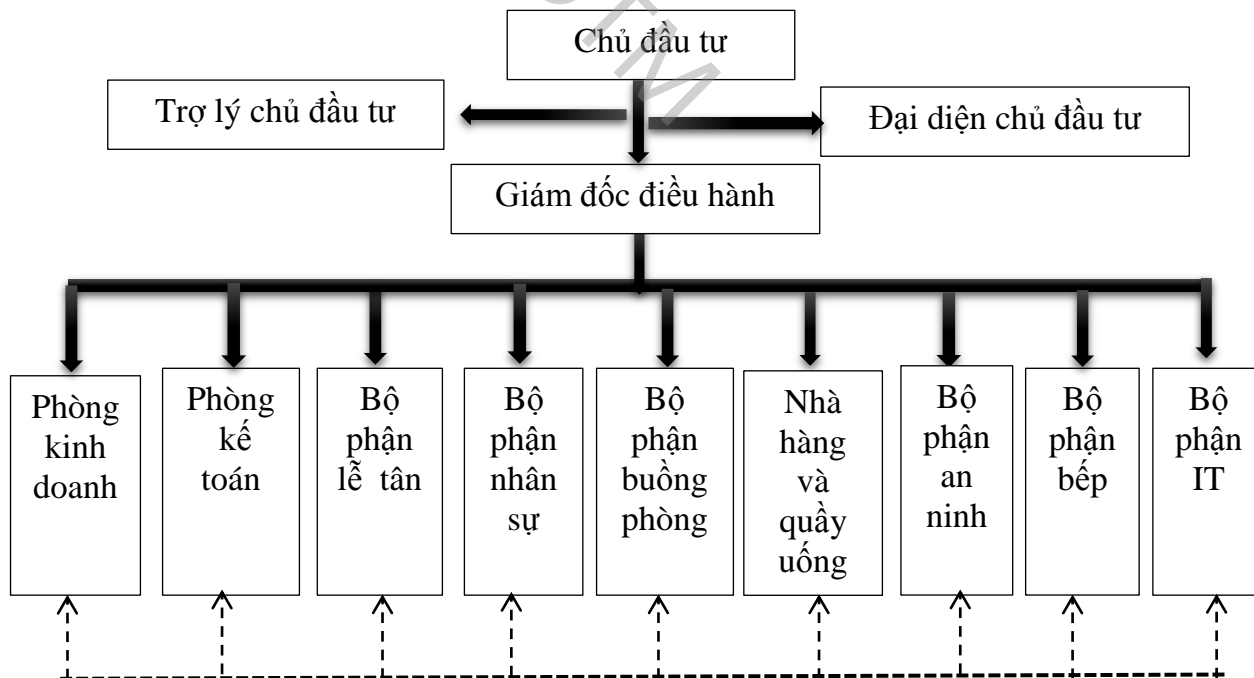 Chủ đầu tư
Trợ lý chủ đầu tư
Đại diện chủ đầu tư
Giám đốc điều hành
Phòng
kinh
doanh
Phòng
kế
toán
Bộ
phận
lễ tân
Bộ
phận
nhân
sự
Bộ
phận
buồng
phòng
Nhà
hàng
và
quầy
uống
Bộ
phận
an
ninh
Bộ
phận
bếp
Bộ
phận
IT